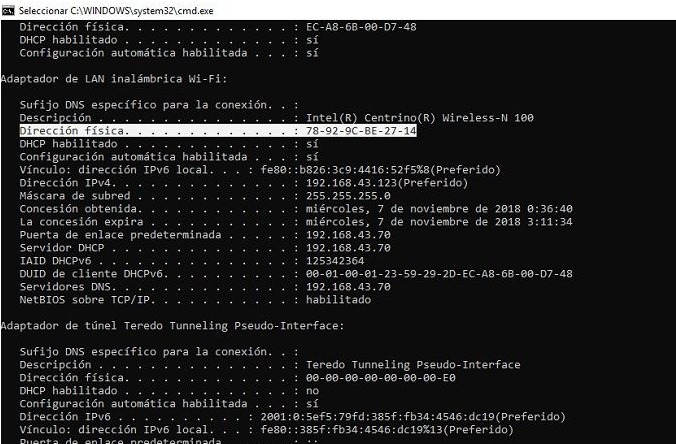 Seleccionar C:\WINDOWS\system32\cmd.exe
Dirección física. . . . . . . . . . . . . : EC-A8-6B-00-D7-48
DHCP habilitado . . . . . . . . . . . . . : sí
Configuración automática habilitada . . . : sí
Adaptador de LAN inalámbrica Wi-Fi:
Sufijo DNS específico para la conexión. . :
Descripción . . . . . . . . . . . . . . . : Intel(R) Centrino(R) Wireless-N 100
Dirección física. . . . . . . . . . . . . : 78-92-9C-BE-27-14
DHCP habilitado . . . . . . . . . . . . . : sí
Configuración automática habilitada . . . : sí
Vínculo: dirección IPv6 local. . . : fe80::b826:3c9:4416:52f5%8(Preferido)
Dirección IPv4. . . . . . . . . . . . . . : 192.168.43.123(Preferido)
Máscara de subred . . . . . . . . . . . . : 255.255.255.0
Concesión obtenida. . . . . . . . . . . . : miércoles, 7 de noviembre de 2018 0:36:40
La concesión expira . . . . . . . . . . . : miércoles, 7 de noviembre de 2018 3:11:34
Puerta de enlace predeterminada . . . . . : 192.168.43.70
Servidor DHCP . . . . . . . . . . . . . . : 192.168.43.70
IAID DHCPv6 . . . . . . . . . . . . . . . : 125342364
DUID de cliente DHCPv6. . . . . . . . . . : 00-01-00-01-23-59-29-2D-EC-A8-6B-00-D7-48
Servidores DNS. . . . . . . . . . . . . . : 192.168.43.70
NetBIOS sobre TCP/IP. . . . . . . . . . . : habilitado
Adaptador de túnel Teredo Tunneling Pseudo-Interface:
Sufijo DNS específico para la conexión. . :
Descripción . . . . . . . . . . . . . . . : Teredo Tunneling Pseudo-Interface
Dirección física. . . . . . . . . . . . . : 00-00-00-00-00-00-00-E0
DHCP habilitado . . . . . . . . . . . . . : no
Configuración automática habilitada . . . : sí
Dirección IPv6 . . . . . . . . . . : 2001:0:5ef5:79fd:385f:fb34:4546:dc19(Preferido)
Vínculo: dirección IPv6 local. . . : fe80::385f:fb34:4546:dc19%13(Preferido)
Puerta de enlace predeterminada . . . . . : ::